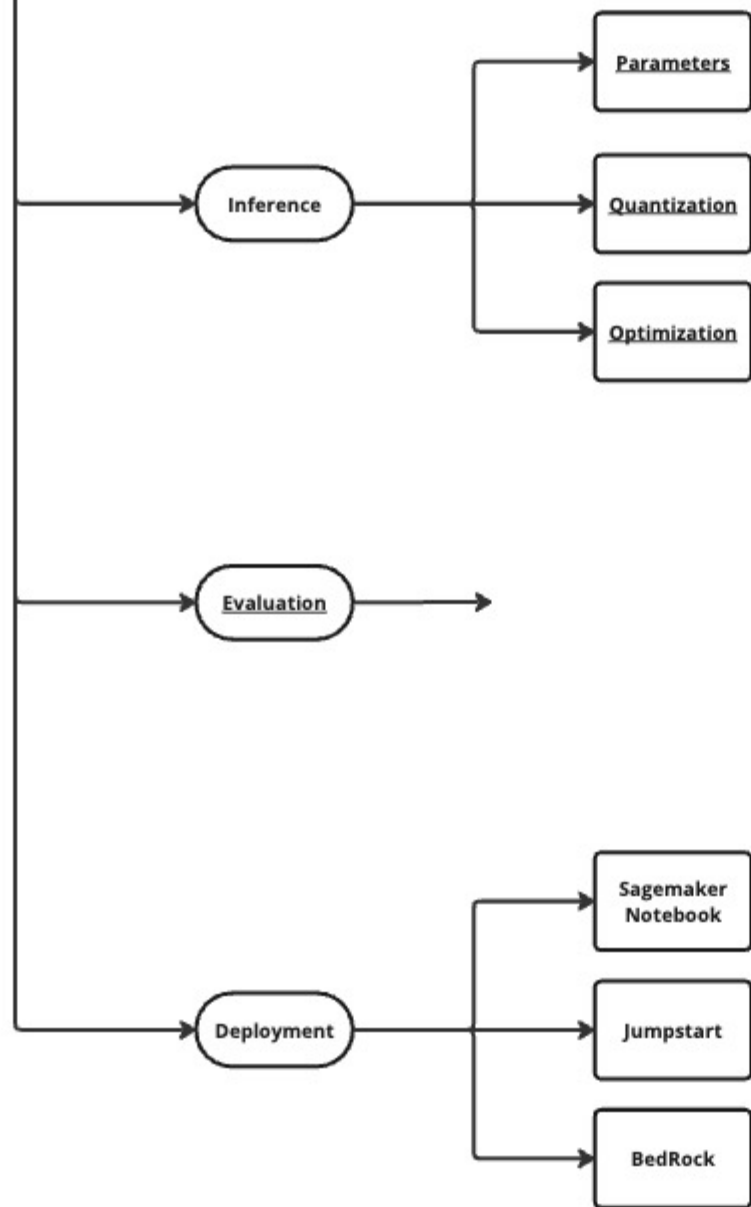 Parameters
Inference
Quantization
Optimization
Evaluation
Sagemaker
Notebook
Deployment
Jumpstart
BedRock